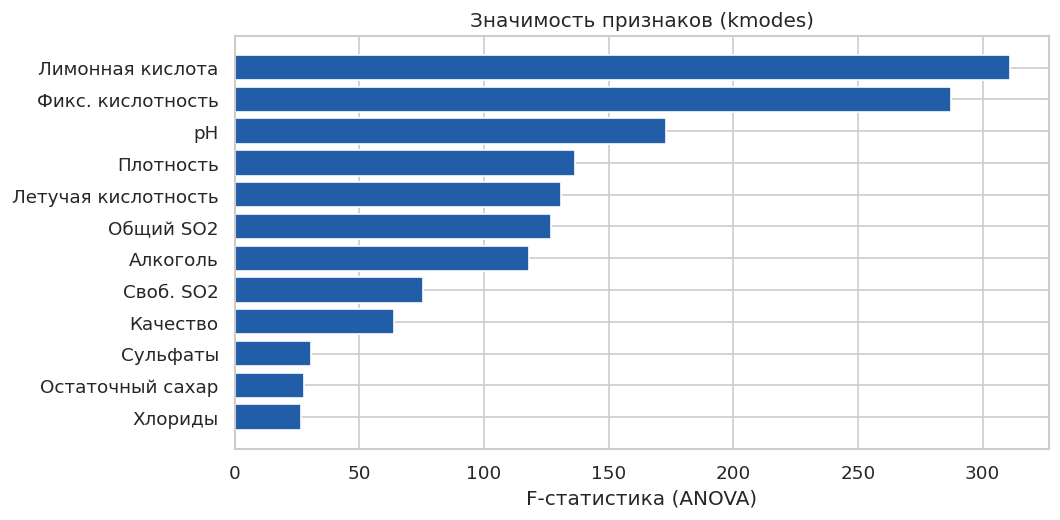 Значимость признаков (kmodes)
Лимонная кислота
Фикс. кислотность
pH
Плотность
Летучая кислотность
Общий SO2
Алкоголь
Своб. SO2
Качество
Сульфаты
Остаточный сахар
Хлориды
0 50 100 150 200 250 300
F-статистика (ANOVA)